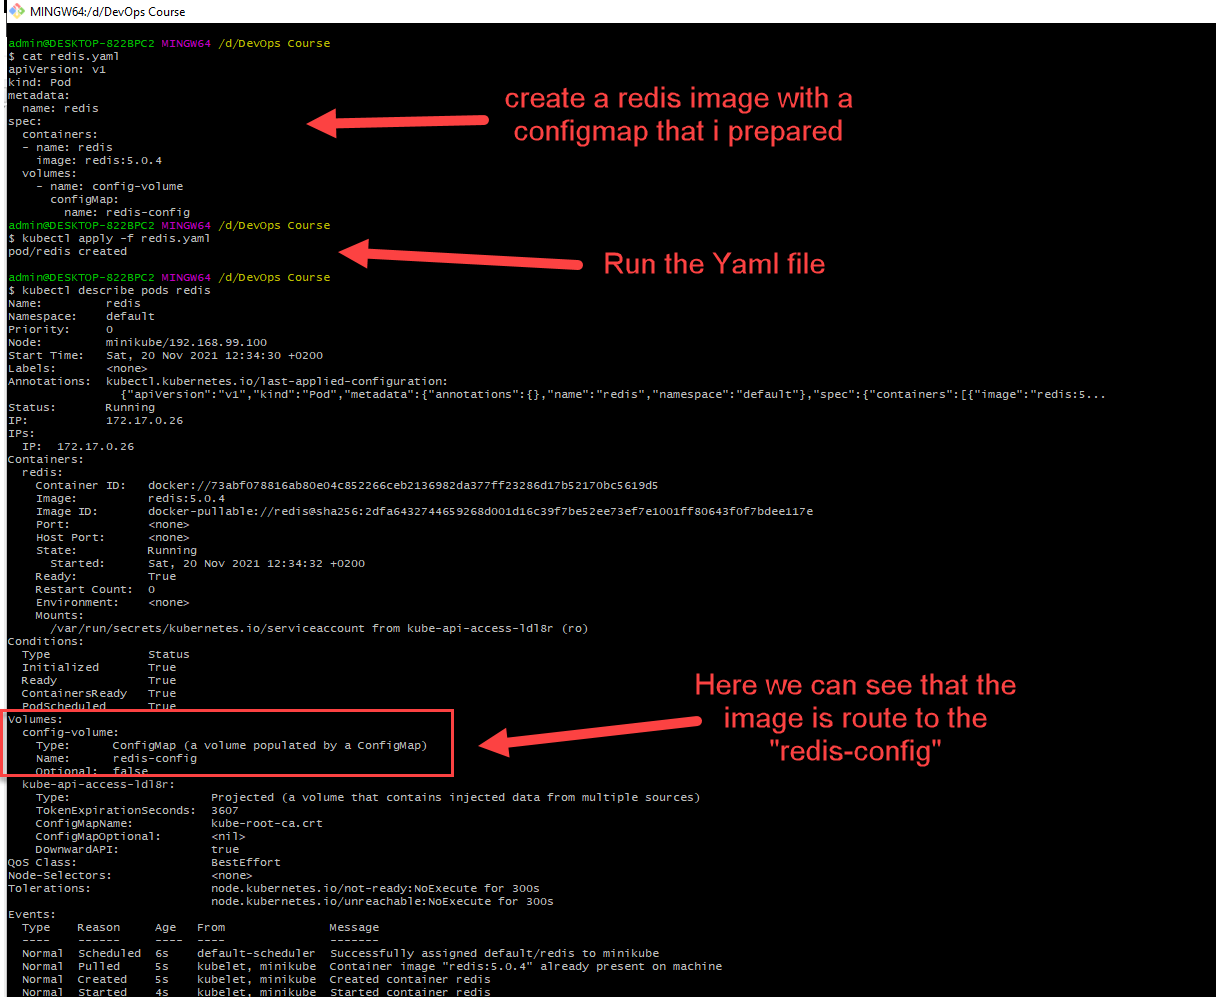 MINGW64:/d/DevOps Course
admin@DESKTOP-822BPC2 MINGW64 /d/DevOps Course
$ cat redis.yaml
apiVersion: v1
kind: Pod
metadata:
  name: redis
spec:
  containers:
  - name: redis
    image: redis:5.0.4
  volumes:
    - name: config-volume
      configMap:
        name: redis-config
create a redis image with a
configmap that i prepared
admin@DESKTOP-822BPC2 MINGW64 /d/DevOps Course
$ kubectl apply -f redis.yaml
pod/redis created
Run the Yaml file
admin@DESKTOP-822BPC2 MINGW64 /d/DevOps Course
$ kubectl describe pods redis
Name:         redis
Namespace:    default
Priority:     0
Node:         minikube/192.168.99.100
Start Time:   Sat, 20 Nov 2021 12:34:30 +0200
Labels:       <none>
Annotations:  kubectl.kubernetes.io/last-applied-configuration:
                {"apiVersion":"v1","kind":"Pod","metadata":{"annotations":{},"name":"redis","namespace":"default"},"spec":{"containers":[{"image":"redis:5...
Status:       Running
IP:           172.17.0.26
IPs:
  IP:  172.17.0.26
Containers:
  redis:
    Container ID:   docker://73abf078816ab80e04c852266ceb2136982da377ff23286d17b52170bc5619d5
    Image:          redis:5.0.4
    Image ID:       docker-pullable://redis@sha256:2dfa6432744659268d001d16c39f7be52ee73ef7e1001ff80643f0f7bdee117e
    Port:           <none>
    Host Port:      <none>
    State:          Running
      Started:      Sat, 20 Nov 2021 12:34:32 +0200
    Ready:          True
    Restart Count:  0
    Environment:    <none>
    Mounts:
      /var/run/secrets/kubernetes.io/serviceaccount from kube-api-access-ldl8r (ro)
Conditions:
  Type              Status
  Initialized       True
  Ready             True
  ContainersReady   True
  PodScheduled      True
Volumes:
  config-volume:
    Type:      ConfigMap (a volume populated by a ConfigMap)
    Name:      redis-config
    Optional:  false
Here we can see that the
image is route to the
"redis-config"
  kube-api-access-ldl8r:
    Type:                    Projected (a volume that contains injected data from multiple sources)
    TokenExpirationSeconds:  3607
    ConfigMapName:           kube-root-ca.crt
    ConfigMapOptional:       <nil>
    DownwardAPI:             true
QoS Class:                   BestEffort
Node-Selectors:              <none>
Tolerations:                 node.kubernetes.io/not-ready:NoExecute for 300s
                             node.kubernetes.io/unreachable:NoExecute for 300s
Events:
  Type    Reason     Age   From               Message
  ----    ------     ----  ----               -------
  Normal  Scheduled  6s    default-scheduler  Successfully assigned default/redis to minikube
  Normal  Pulled     5s    kubelet, minikube  Container image "redis:5.0.4" already present on machine
  Normal  Created    5s    kubelet, minikube  Created container redis
  Normal  Started    4s    kubelet, minikube  Started container redis